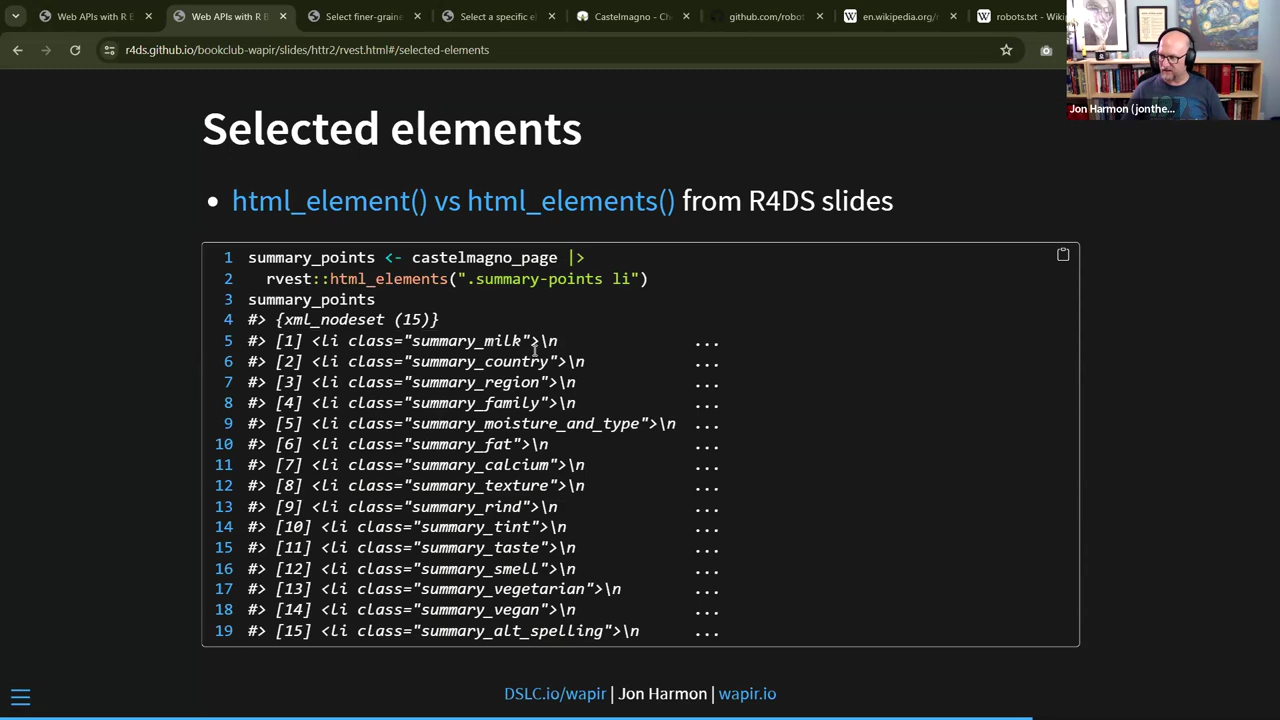 Web APIs with R E
Web APIs with R E
Select finer-graine
Select a specific el
Castelmagno - Che
github.com/robot
en.wikipedia.org/r
robots.txt - Wikip
r4ds.github.io/bookclub-wapir/slides/httr2/rvest.html#/selected-elements
Jon Harmon (jonthe...
Selected elements
• html_element() vs html_elements() from R4DS slides
1 summary_points <- castelmagno_page |>
2 rvest::html_elements(".summary-points li")
3 summary_points
4 #> {xml_nodeset (15)}
5 #> [1] <li class="summary_milk">\n ...
6 #> [2] <li class="summary_country">\n ...
7 #> [3] <li class="summary_region">\n ...
8 #> [4] <li class="summary_family">\n ...
9 #> [5] <li class="summary_moisture_and_type">\n ...
10 #> [6] <li class="summary_fat">\n ...
11 #> [7] <li class="summary_calcium">\n ...
12 #> [8] <li class="summary_texture">\n ...
13 #> [9] <li class="summary_rind">\n ...
14 #> [10] <li class="summary_tint">\n ...
15 #> [11] <li class="summary_taste">\n ...
16 #> [12] <li class="summary_smell">\n ...
17 #> [13] <li class="summary_vegetarian">\n ...
18 #> [14] <li class="summary_vegan">\n ...
19 #> [15] <li class="summary_alt_spelling">\n ...
DSLC.io/wapir | Jon Harmon | wapir.io